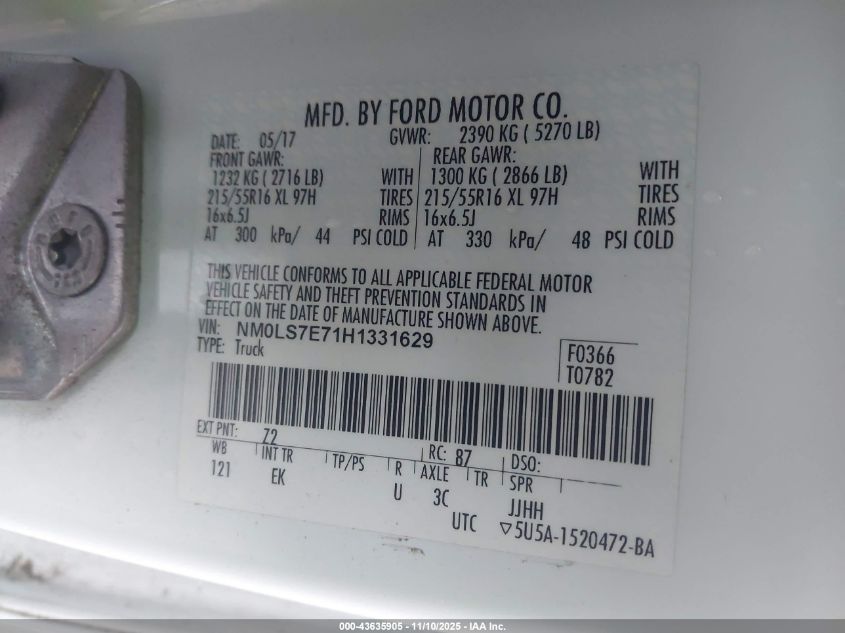 MFD. BY FORD MOTOR CO.
DATE: 05/17 GVWR: 2390 KG ( 5270 LB)
FRONT GAWR: REAR GAWR:
1232 KG ( 2716 LB) WITH 1300 KG ( 2866 LB) WITH
215/55R16 XL 97H TIRES 215/55R16 XL 97H TIRES
16x6.5J RIMS 16x6.5J RIMS
AT 300 kPa/ 44 PSI COLD AT 330 kPa/ 48 PSI COLD
THIS VEHICLE CONFORMS TO ALL APPLICABLE FEDERAL MOTOR
VEHICLE SAFETY AND THEFT PREVENTION STANDARDS IN
EFFECT ON THE DATE OF MANUFACTURE SHOWN ABOVE.
VIN: NM0LS7E71H1331629
TYPE: Truck
F0366
T0782
EXT PNT: Z2 RC: 87 DSO:
WB INT TR TP/PS R AXLE TR SPR
121 EK U 3C JJHH
UTC ▽5U5A-1520472-BA
000-43635905 - 11/10/2025 - IAA Inc.